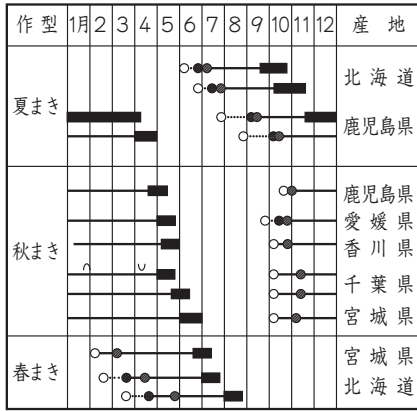 作型 1月 2 3 4 5 6 7 8 9 10 11 12 産地
夏まき
北海道
鹿児島県
秋まき
鹿児島県
愛媛県
香川県
千葉県
宮城県
春まき
宮城県
北海道